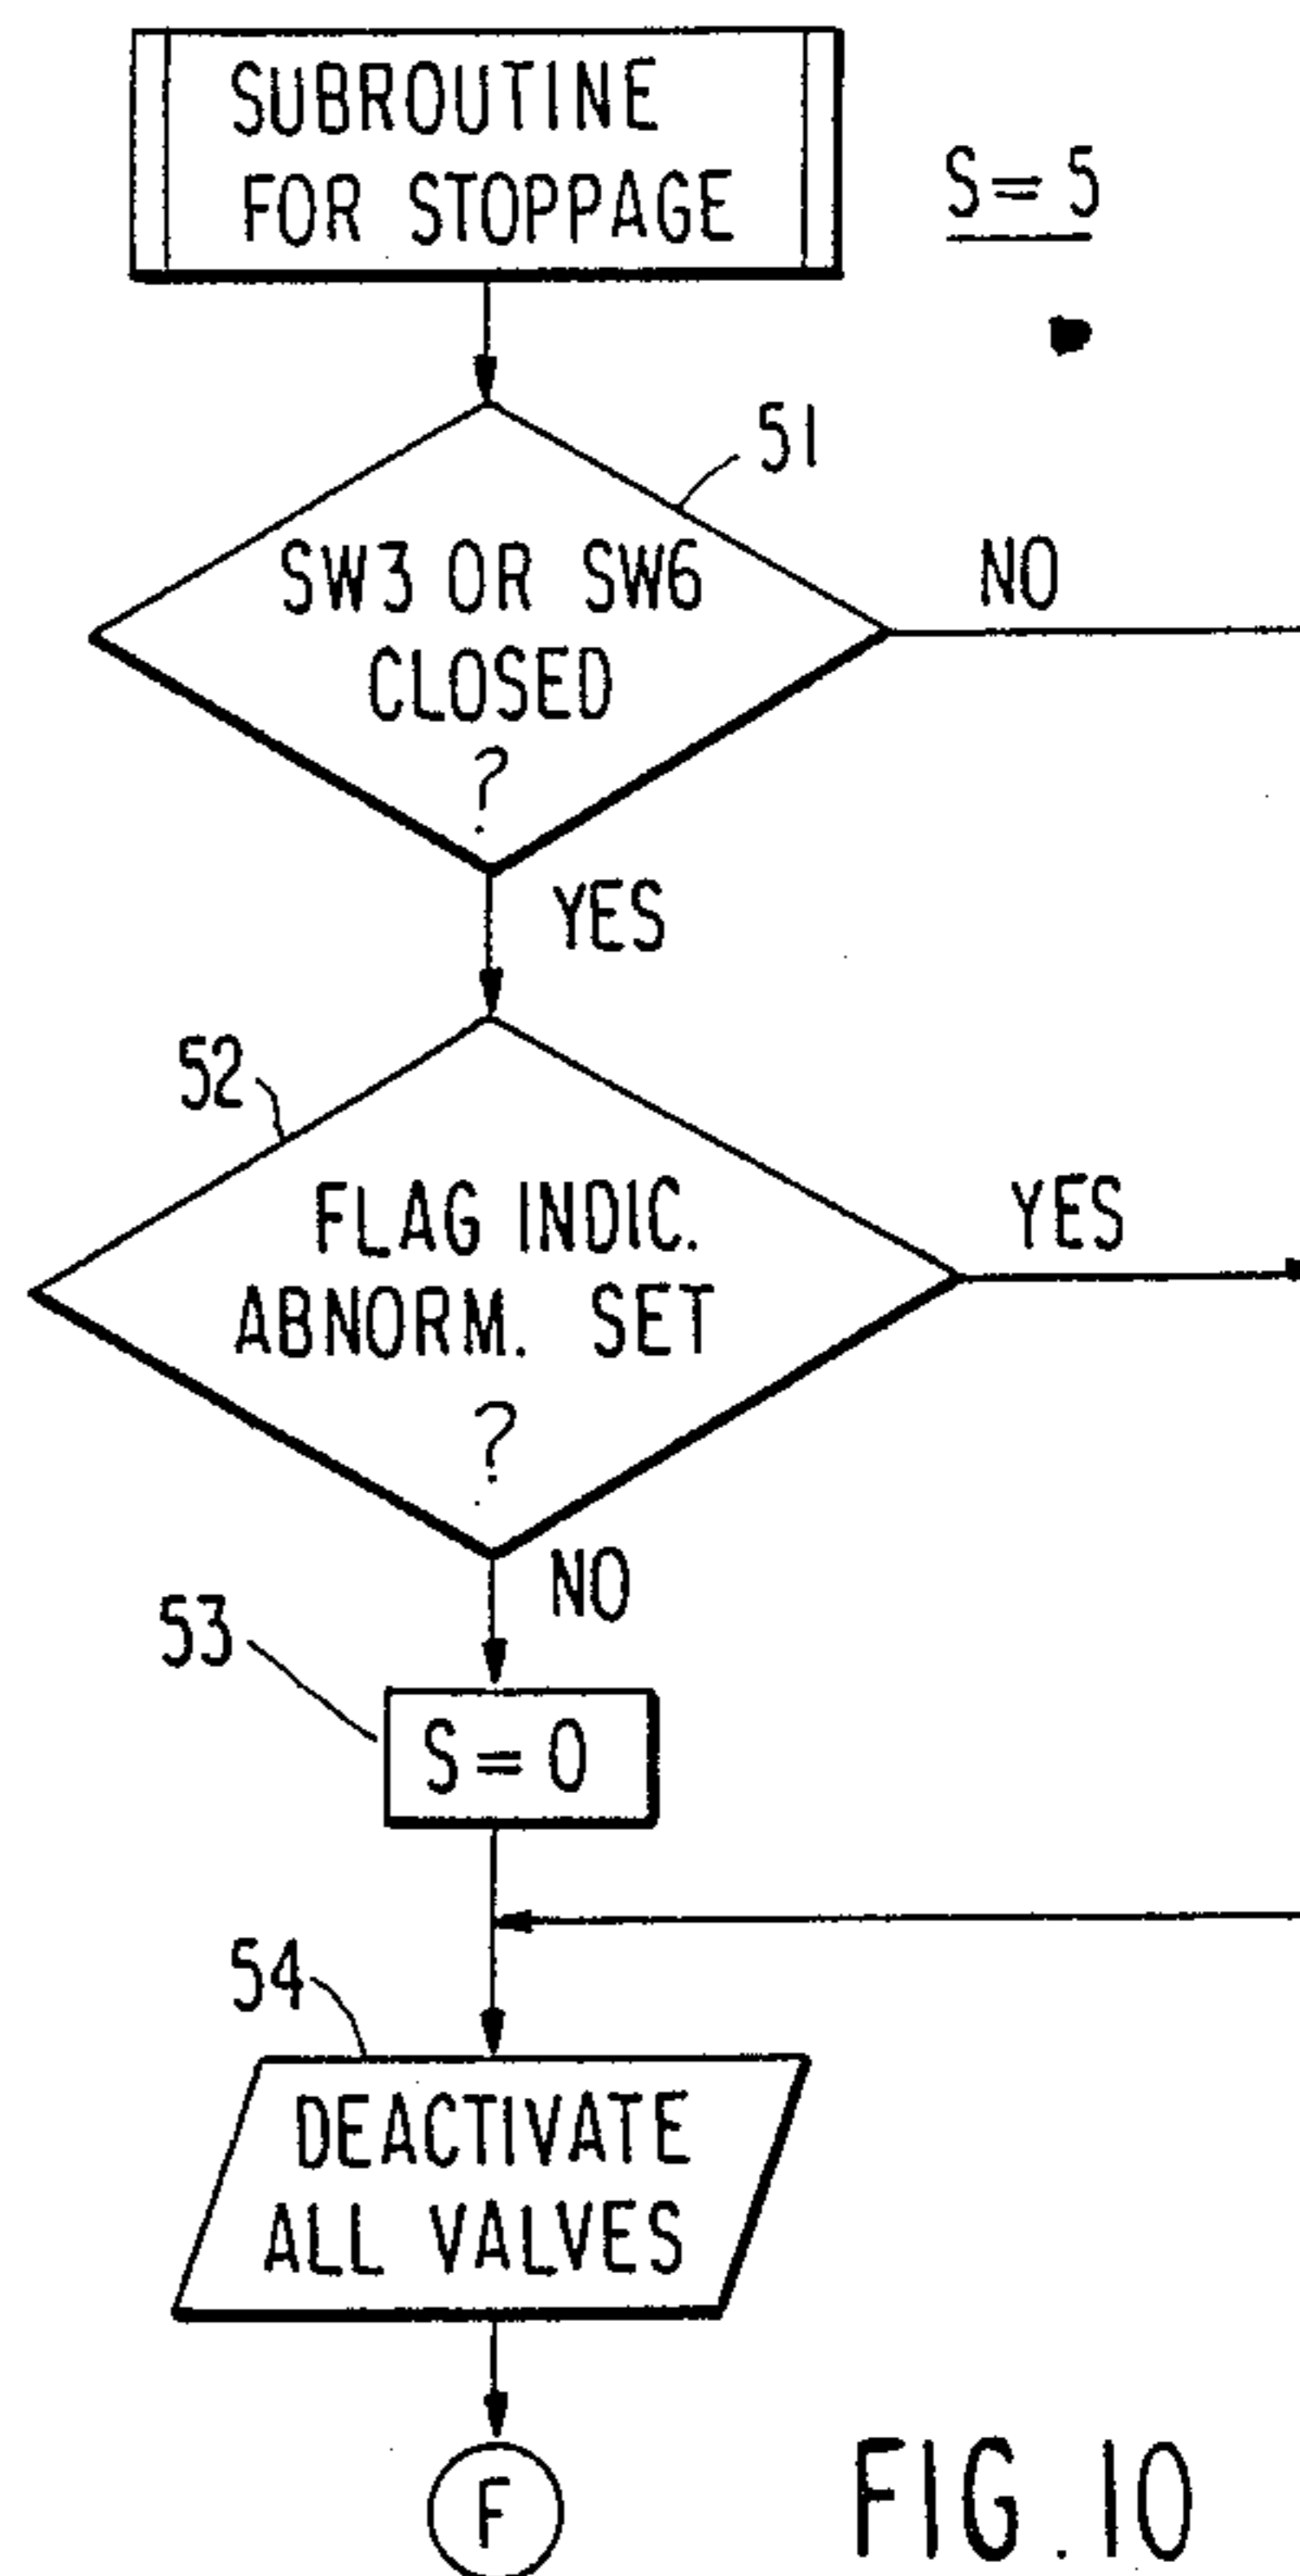 SUBROUTINE
FOR STOPPAGE
S = 5
51
SW3 OR SW6
CLOSED
?
NO
YES
52
FLAG INDIC.
ABNORM. SET
?
YES
NO
53
S = 0
54
DEACTIVATE
ALL VALVES
F
FIG. 10